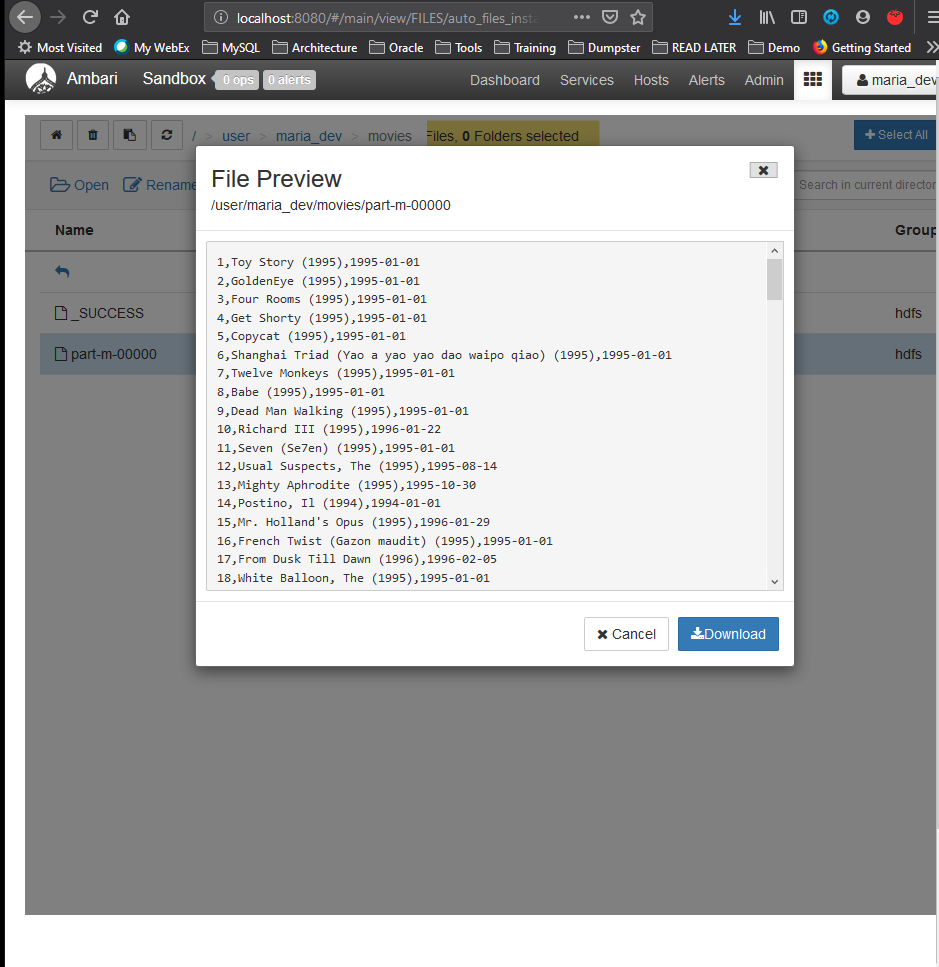 localhost:8080/#/main/view/FILES/auto_files_insta
Most Visited My WebEx MySQL Architecture Oracle Tools Training Dumpster READ LATER Demo Getting Started
Ambari Sandbox 0 ops 0 alerts Dashboard Services Hosts Alerts Admin maria_dev
/ > user > maria_dev > movies Files, 0 Folders selected + Select All
Open Rename Search in current director
File Preview
/user/maria_dev/movies/part-m-00000
Name Group
_SUCCESS hdfs
part-m-00000 hdfs
1,Toy Story (1995),1995-01-01
2,GoldenEye (1995),1995-01-01
3,Four Rooms (1995),1995-01-01
4,Get Shorty (1995),1995-01-01
5,Copycat (1995),1995-01-01
6,Shanghai Triad (Yao a yao yao dao waipo qiao) (1995),1995-01-01
7,Twelve Monkeys (1995),1995-01-01
8,Babe (1995),1995-01-01
9,Dead Man Walking (1995),1995-01-01
10,Richard III (1995),1996-01-22
11,Seven (Se7en) (1995),1995-01-01
12,Usual Suspects, The (1995),1995-08-14
13,Mighty Aphrodite (1995),1995-10-30
14,Postino, Il (1994),1994-01-01
15,Mr. Holland's Opus (1995),1996-01-29
16,French Twist (Gazon maudit) (1995),1995-01-01
17,From Dusk Till Dawn (1996),1996-02-05
18,White Balloon, The (1995),1995-01-01
Cancel Download